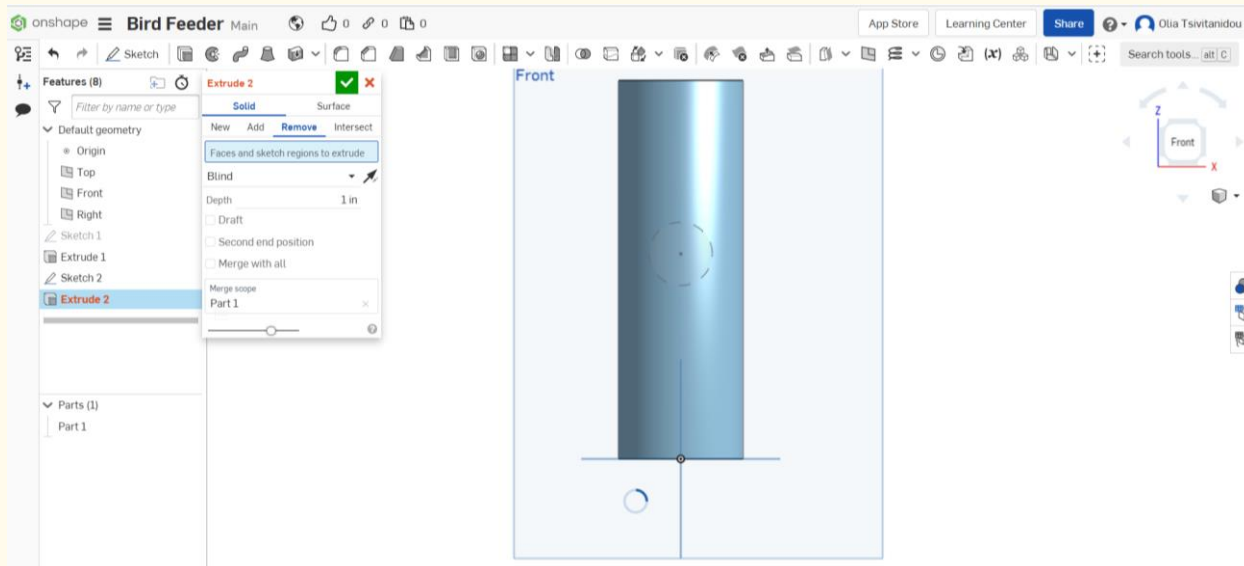 onshape Bird Feeder Main 0 0 0 App Store Learning Center Share Olia Tsivitanidou
Sketch Search tools... alt C
Features (8)
Filter by name or type
Default geometry
Origin
Top
Front
Right
Sketch 1
Extrude 1
Sketch 2
Extrude 2
Parts (1)
Part 1
Extrude 2
Solid Surface
New Add Remove Intersect
Faces and sketch regions to extrude
Blind
Depth 1 in
Draft
Second end position
Merge with all
Merge scope
Part 1
Front
Z
Front
X